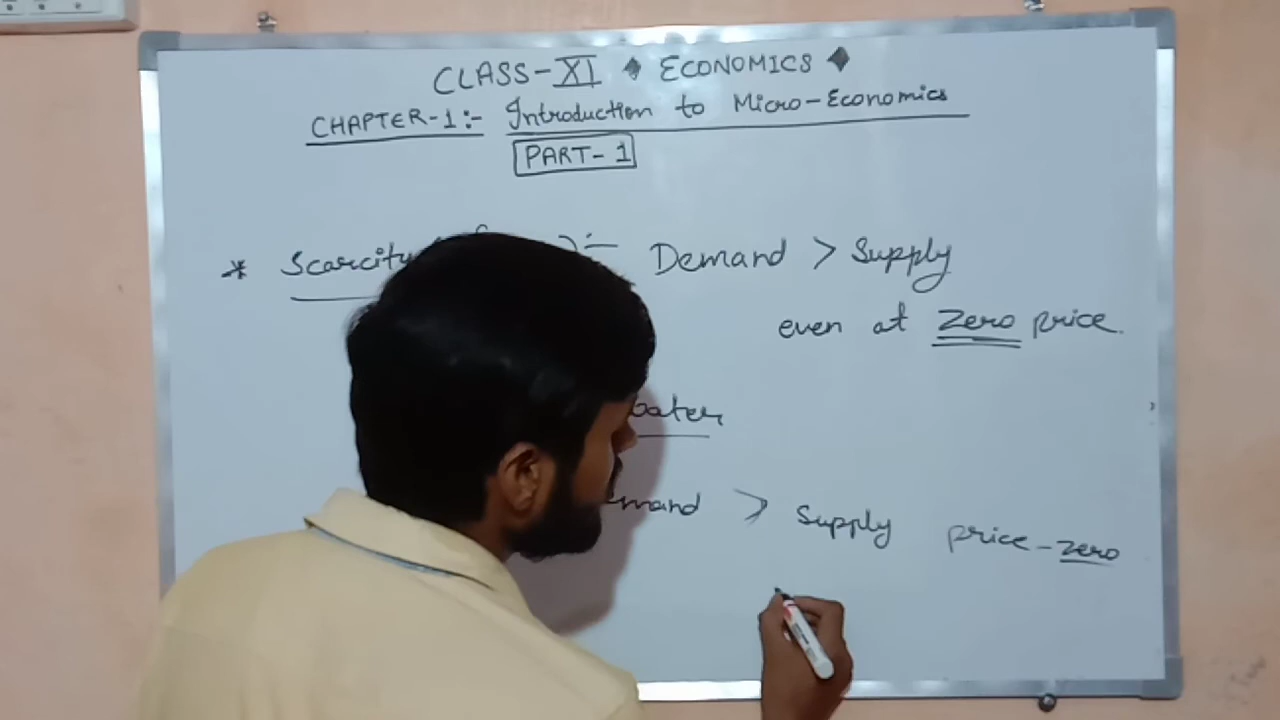 CLASS-XI ◆ ECONOMICS ◆
CHAPTER-1:- Introduction to Micro-Economics
PART-1
* Scarcity :- Demand > Supply
even at Zero price.
> Supply price-zero